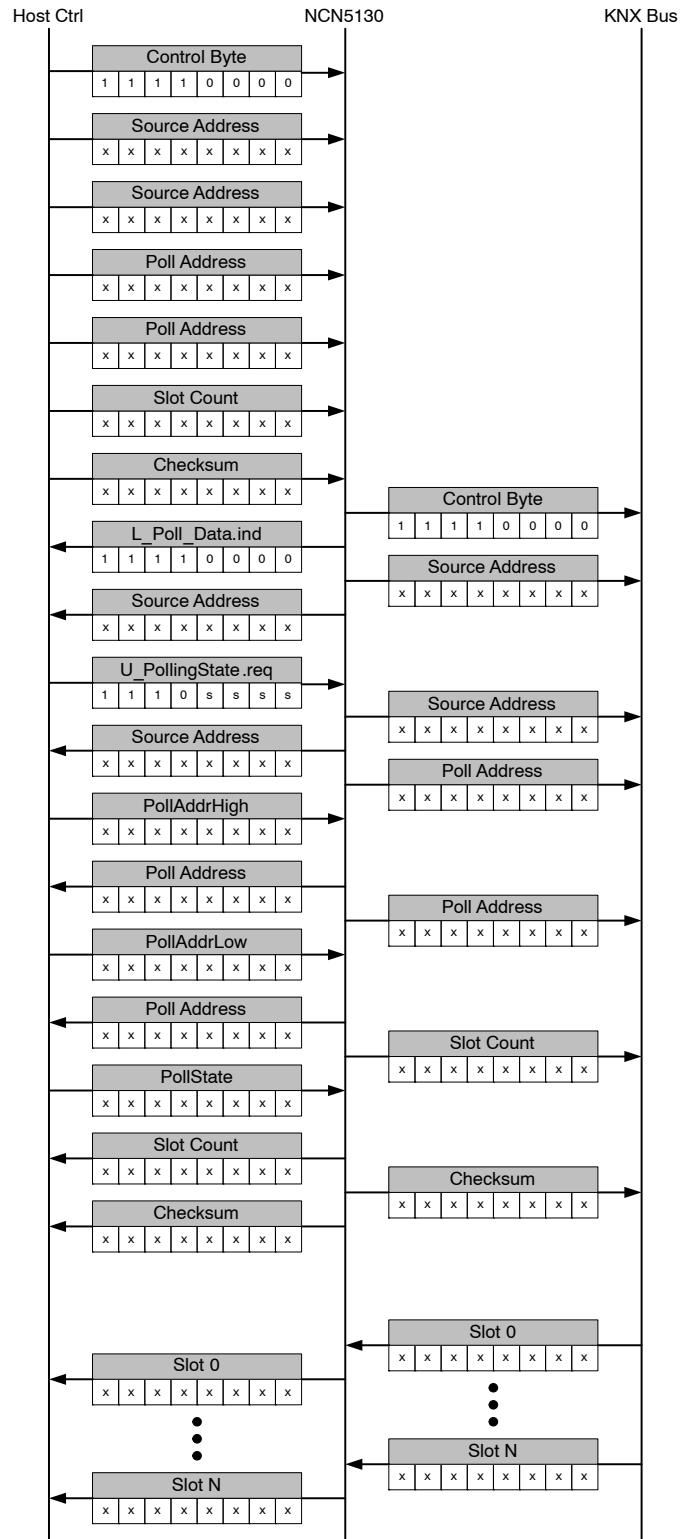 Host Ctrl NCN5130 KNX Bus
Control Byte
1 1 1 1 0 0 0 0
Source Address
x x x x x x x x
Source Address
x x x x x x x x
Poll Address
x x x x x x x x
Poll Address
x x x x x x x x
Slot Count
x x x x x x x x
Checksum
x x x x x x x x
Control Byte
1 1 1 1 0 0 0 0
L_Poll_Data.ind
1 1 1 1 0 0 0 0
Source Address
x x x x x x x x
Source Address
x x x x x x x x
U_PollingState.req
1 1 1 0 s s s s
Source Address
x x x x x x x x
Source Address
x x x x x x x x
Poll Address
x x x x x x x x
PollAddrHigh
x x x x x x x x
Poll Address
x x x x x x x x
Poll Address
x x x x x x x x
PollAddrLow
x x x x x x x x
Poll Address
x x x x x x x x
Slot Count
x x x x x x x x
PollState
x x x x x x x x
Slot Count
x x x x x x x x
Checksum
x x x x x x x x
Checksum
x x x x x x x x
Slot 0
x x x x x x x x
Slot 0
x x x x x x x x
Slot N
x x x x x x x x
Slot N
x x x x x x x x